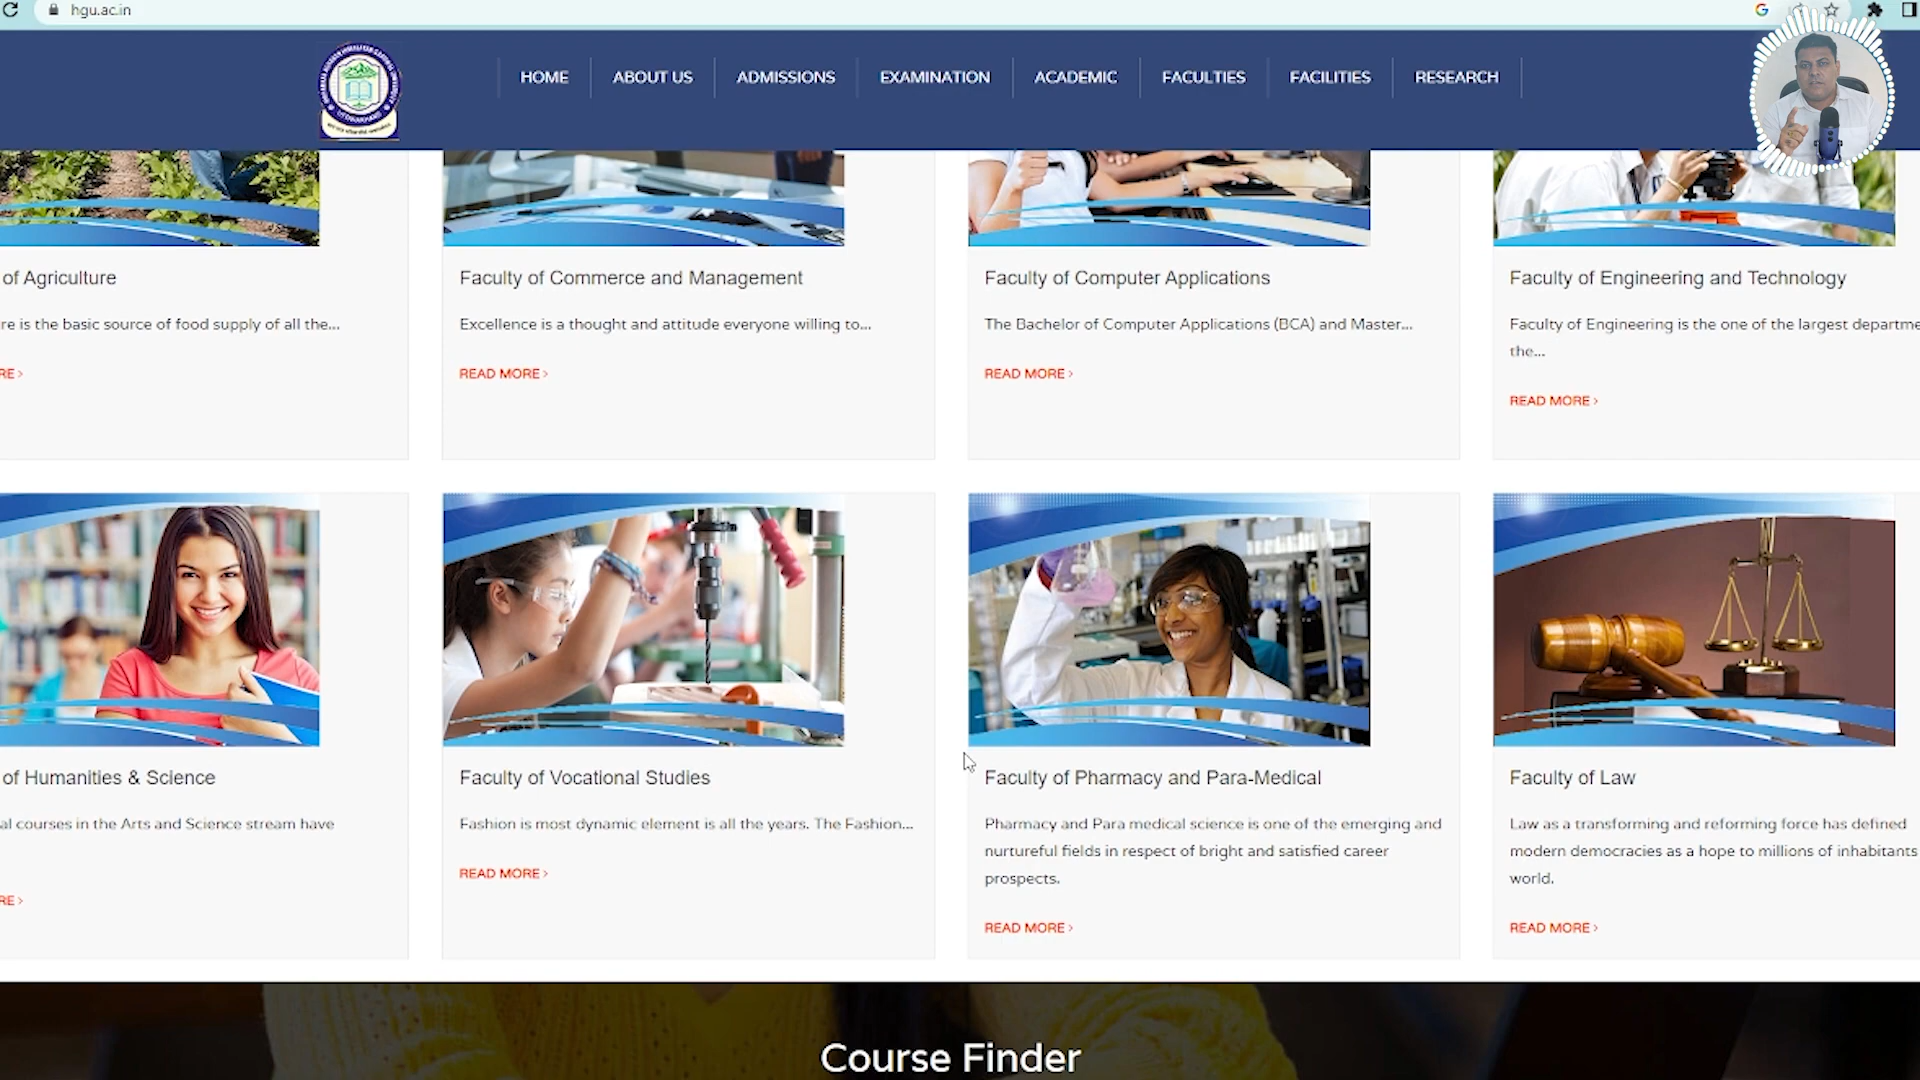 hgu.ac.in
HOME ABOUT US ADMISSIONS EXAMINATION ACADEMIC FACULTIES FACILITIES RESEARCH
of Agriculture
re is the basic source of food supply of all the...
RE >
Faculty of Commerce and Management
Excellence is a thought and attitude everyone willing to...
READ MORE >
Faculty of Computer Applications
The Bachelor of Computer Applications (BCA) and Master...
READ MORE >
Faculty of Engineering and Technology
Faculty of Engineering is the one of the largest departme
the...
READ MORE >
of Humanities & Science
al courses in the Arts and Science stream have
RE >
Faculty of Vocational Studies
Fashion is most dynamic element is all the years. The Fashion...
READ MORE >
Faculty of Pharmacy and Para-Medical
Pharmacy and Para medical science is one of the emerging and
nurtureful fields in respect of bright and satisfied career
prospects.
READ MORE >
Faculty of Law
Law as a transforming and reforming force has defined
modern democracies as a hope to millions of inhabitants
world.
READ MORE >
Course Finder